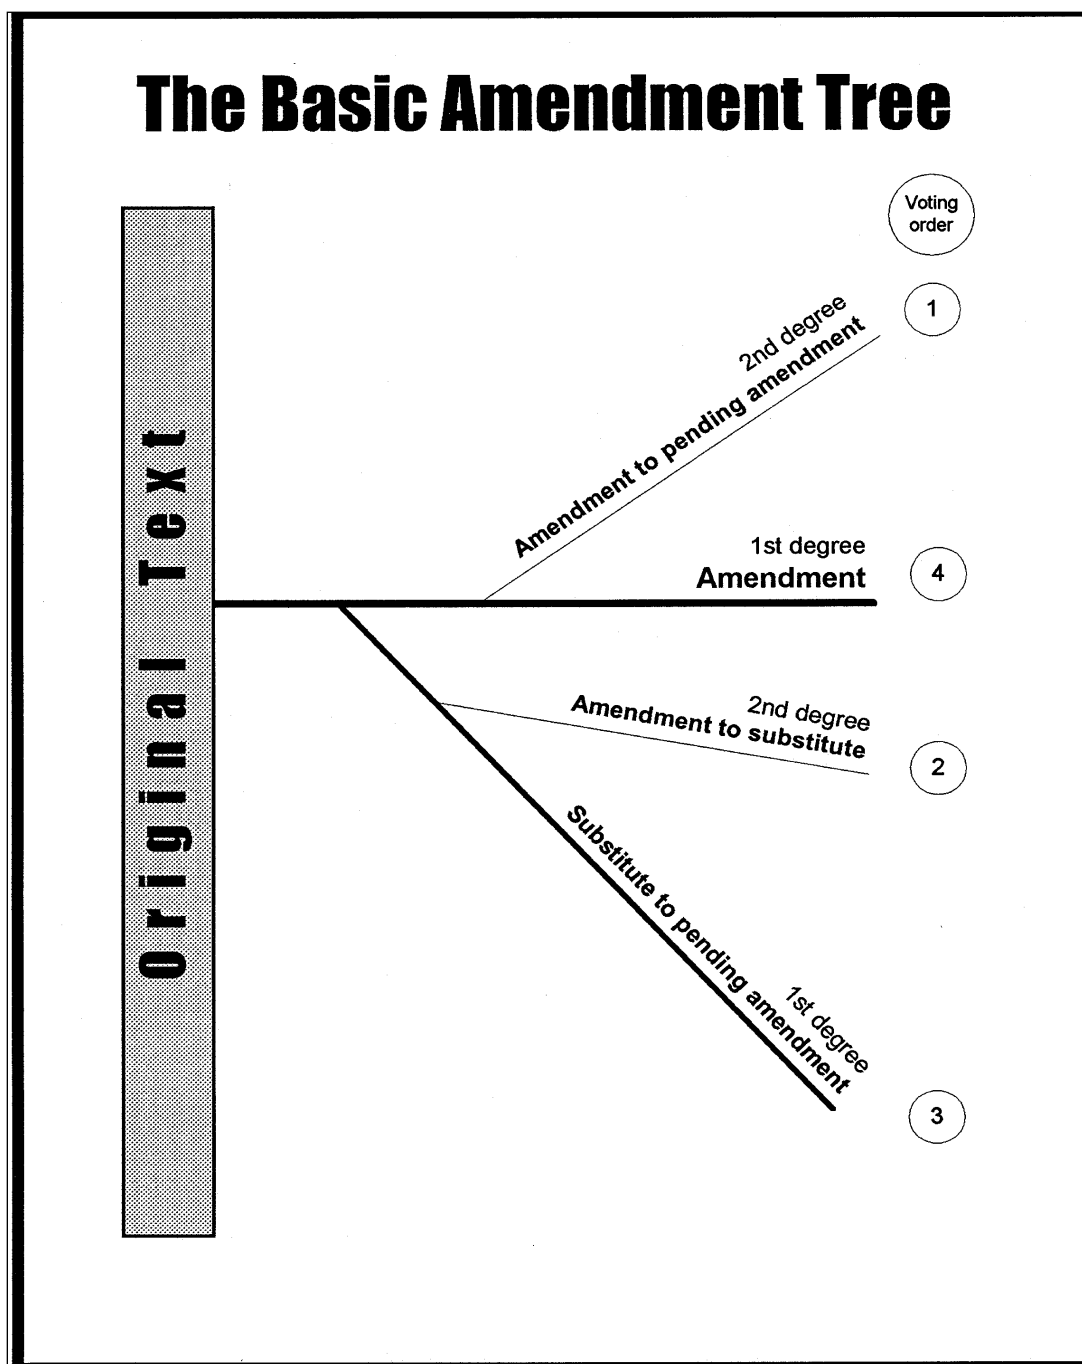 The Basic Amendment Tree
Voting
order
1
2nd degree
Amendment to pending amendment
Original Text
1st degree
Amendment
4
2nd degree
Amendment to substitute
2
Substitute to pending amendment
1st degree
3